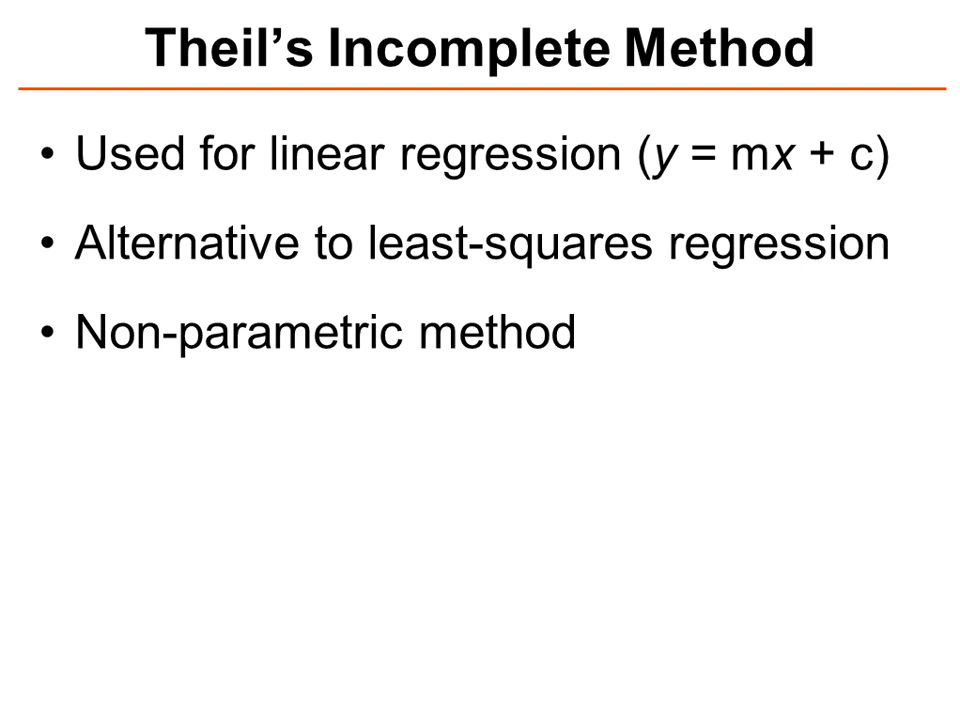 Theil’s Incomplete Method
• Used for linear regression (y = mx + c)
• Alternative to least-squares regression
• Non-parametric method